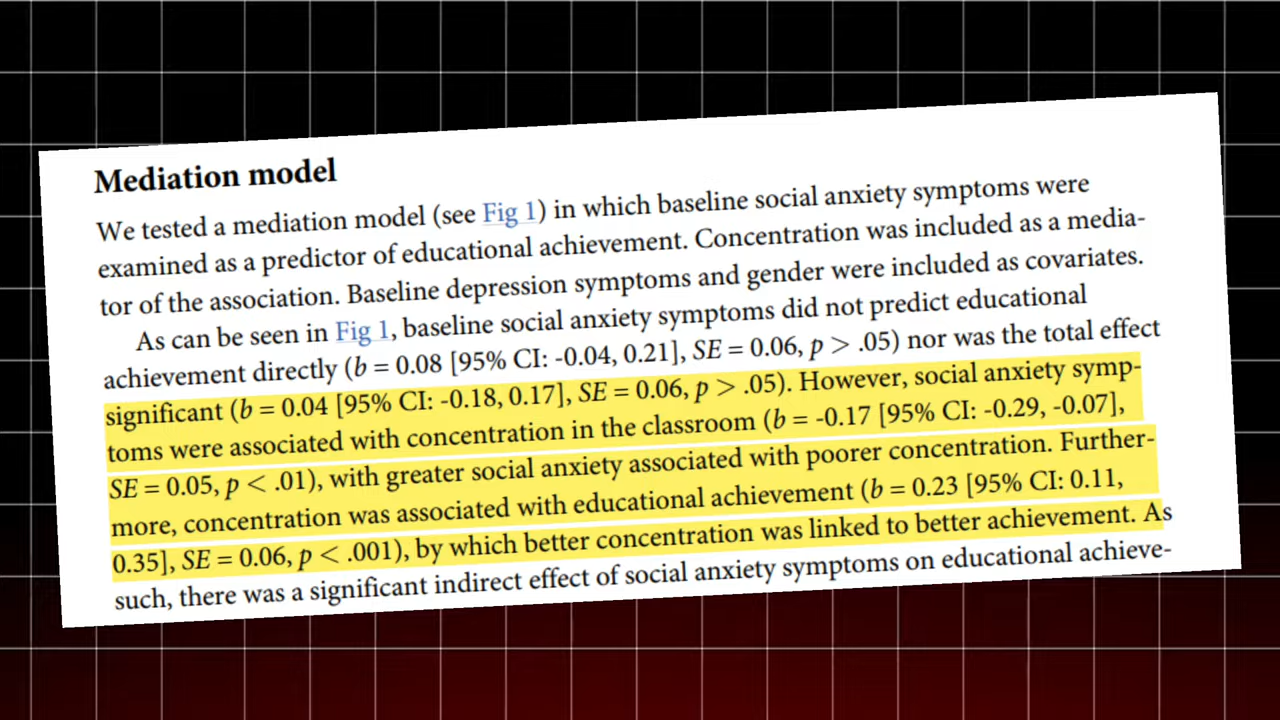 Mediation model
We tested a mediation model (see Fig 1) in which baseline social anxiety symptoms were
examined as a predictor of educational achievement. Concentration was included as a media-
tor of the association. Baseline depression symptoms and gender were included as covariates.
As can be seen in Fig 1, baseline social anxiety symptoms did not predict educational
achievement directly (b = 0.08 [95% CI: -0.04, 0.21], SE = 0.06, p > .05) nor was the total effect
significant (b = 0.04 [95% CI: -0.18, 0.17], SE = 0.06, p > .05). However, social anxiety symp-
toms were associated with concentration in the classroom (b = -0.17 [95% CI: -0.29, -0.07],
SE = 0.05, p < .01), with greater social anxiety associated with poorer concentration. Further-
more, concentration was associated with educational achievement (b = 0.23 [95% CI: 0.11,
0.35], SE = 0.06, p < .001), by which better concentration was linked to better achievement. As
such, there was a significant indirect effect of social anxiety symptoms on educational achieve-